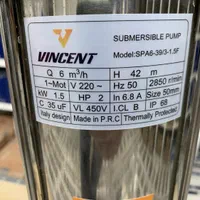 VINCENT
SUBMERSIBLE PUMP
Model:SPA6-39/3-1.5F
Q 6 m³/h H 42 m
1~Mot V 220~ Hz 50 2850 r/min
kW 1.5 HP 2 In 6.8 A Size 50mm
C 35 uF VL 450V I.CL B IP 68
Italy design Made in P.R.C Thermally Protected